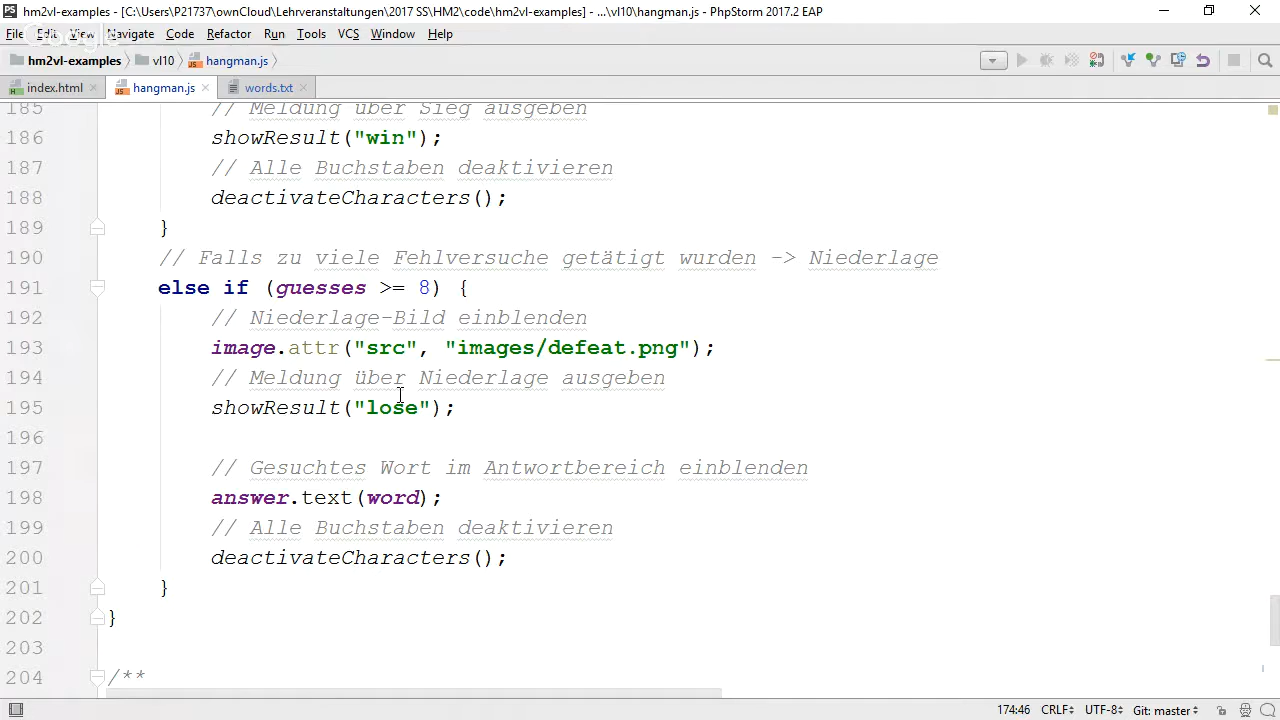 PS hm2vl-examples - [C:\Users\P21737\ownCloud\Lehrveranstaltungen\2017 SS\HM2\code\hm2vl-examples] - ...\vl10\hangman.js - PhpStorm 2017.2 EAP
File Edit View Navigate Code Refactor Run Tools VCS Window Help
Google
hm2vl-examples vl10 hangman.js
index.html hangman.js words.txt
185 // Meldung über Sieg ausgeben
186 showResult("win");
187 // Alle Buchstaben deaktivieren
188 deactivateCharacters();
189 }
190 // Falls zu viele Fehlversuche getätigt wurden -> Niederlage
191 else if (guesses >= 8) {
192 // Niederlage-Bild einblenden
193 image.attr("src", "images/defeat.png");
194 // Meldung über Niederlage ausgeben
195 showResult("lose");
196
197 // Gesuchtes Wort im Antwortbereich einblenden
198 answer.text(word);
199 // Alle Buchstaben deaktivieren
200 deactivateCharacters();
201 }
202 }
203
204 /**
174:46 CRLF UTF-8 Git: master